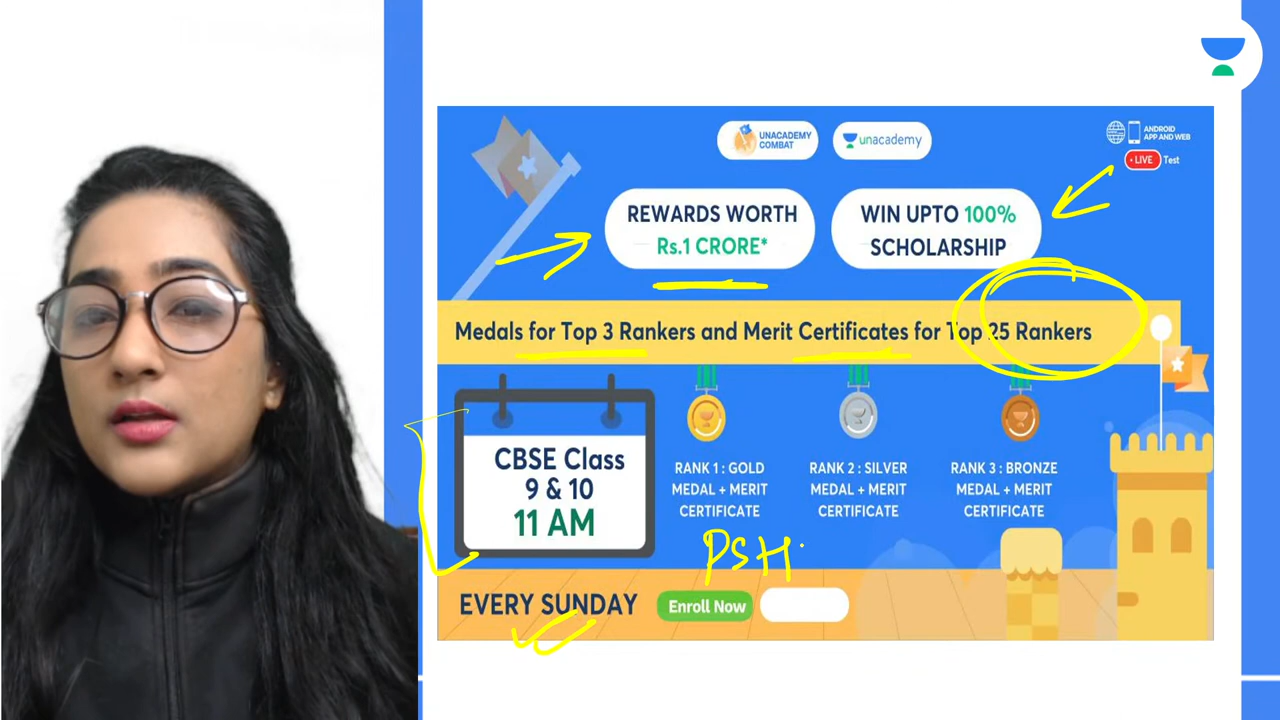 UNACADEMY
COMBAT
unacademy
ANDROID
APP AND WEB
LIVE Test
REWARDS WORTH
Rs.1 CRORE*
WIN UPTO 100%
SCHOLARSHIP
Medals for Top 3 Rankers and Merit Certificates for Top 25 Rankers
CBSE Class
9 & 10
11 AM
RANK 1 : GOLD
MEDAL + MERIT
CERTIFICATE
RANK 2 : SILVER
MEDAL + MERIT
CERTIFICATE
RANK 3 : BRONZE
MEDAL + MERIT
CERTIFICATE
PSH
EVERY SUNDAY
Enroll Now